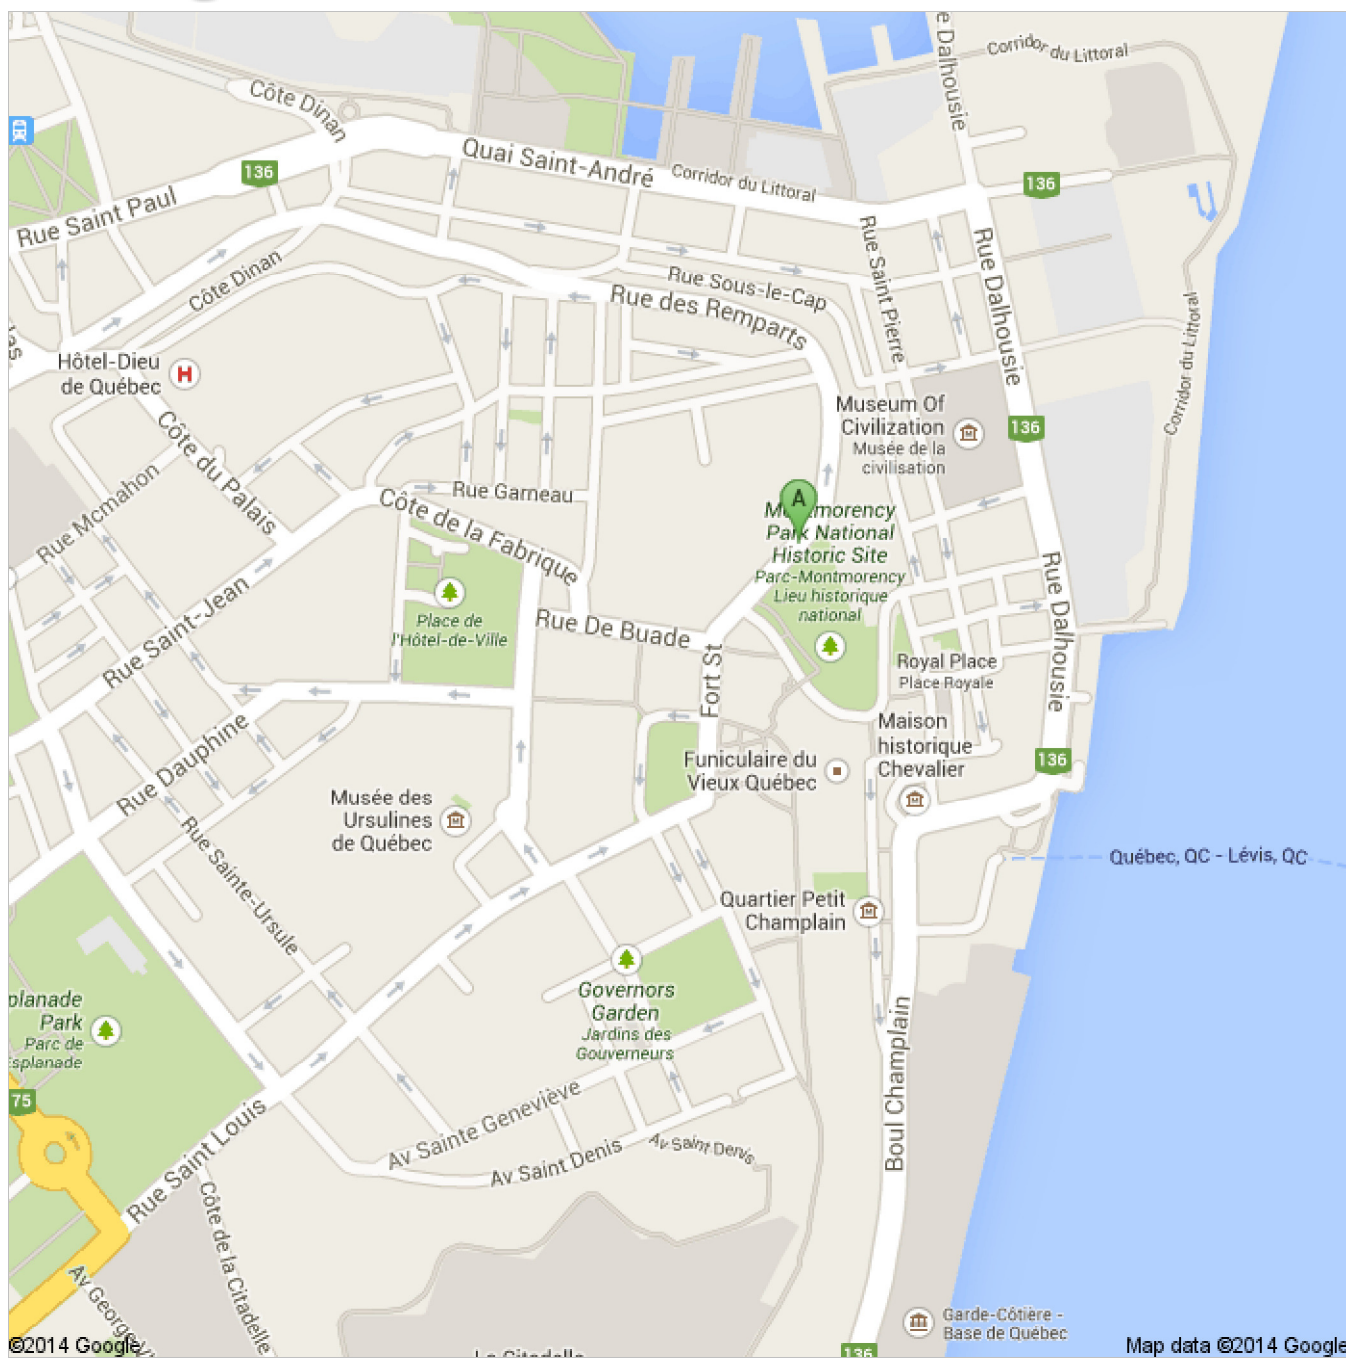 e Dalhousie
Corridor du Littoral
Côte Dinan
Quai Saint-André
Corridor du Littoral
136
136
Rue Saint Paul
Rue Saint Pierre
Rue Dalhousie
Côte Dinan
Rue Sous-le-Cap
Rue des Remparts
Corridor du Littoral
Hôtel-Dieu
de Québec
H
Museum Of
Civilization
Musée de la
civilisation
136
Côte du Palais
Rue Mcmahon
Rue Garneau
Côte de la Fabrique
A
Montmorency
Park National
Historic Site
Parc-Montmorency
Lieu historique
national
Rue Dalhousie
Rue Saint-Jean
Place de
l'Hôtel-de-Ville
Rue De Buade
Fort St
Royal Place
Place Royale
Rue Dauphine
Maison
historique
Chevalier
Funiculaire du
Vieux Québec
136
Musée des
Ursulines
de Québec
Rue Sainte-Ursule
Québec, QC - Lévis, QC
Quartier Petit
Champlain
Governors
Garden
Jardins des
Gouverneurs
planade
Park
Parc de
Esplanade
75
Boul Champlain
Av Sainte Geneviève
Av Saint Denis
Av Saint Denis
Rue Saint Louis
Côte de la Citadelle
Av George V
Garde-Côtière -
Base de Québec
136
La Citadelle
©2014 Google
Map data ©2014 Google